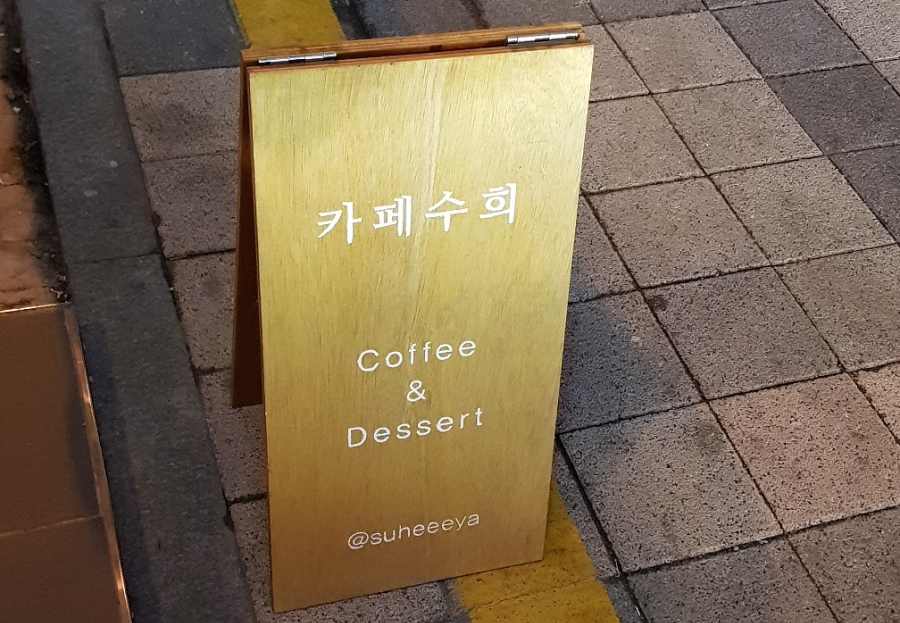 카페수희
Coffee
&
Dessert
@suheeeya